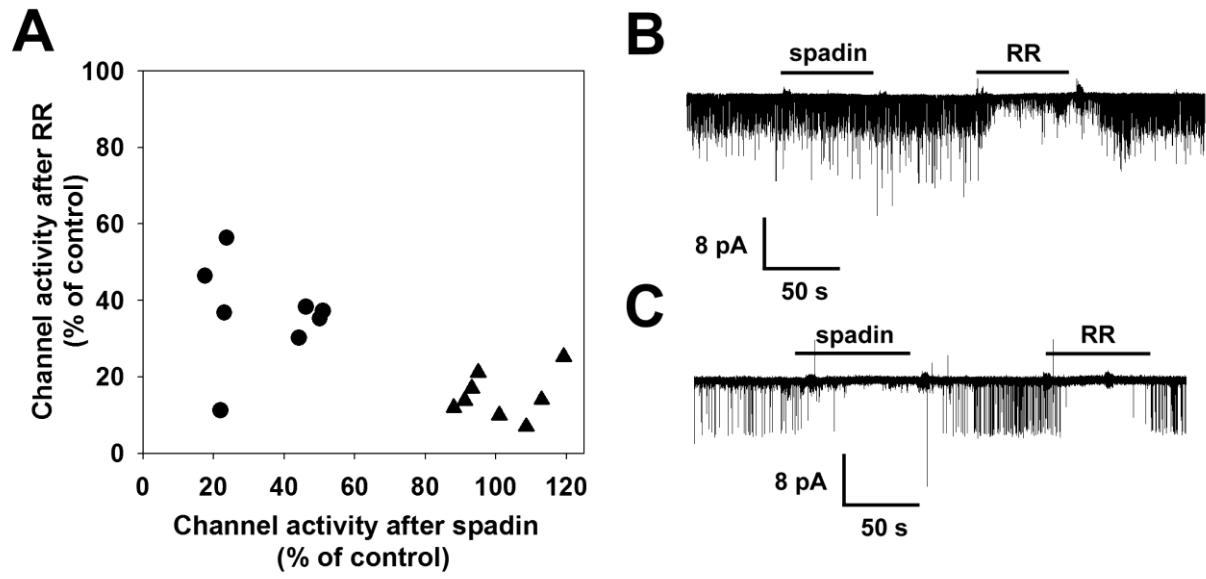 A
Channel activity after RR
(% of control)
100
80
60
40
20
0
0 20 40 60 80 100 120
Channel activity after spadin
(% of control)
B
spadin RR
8 pA
50 s
C
spadin RR
8 pA
50 s